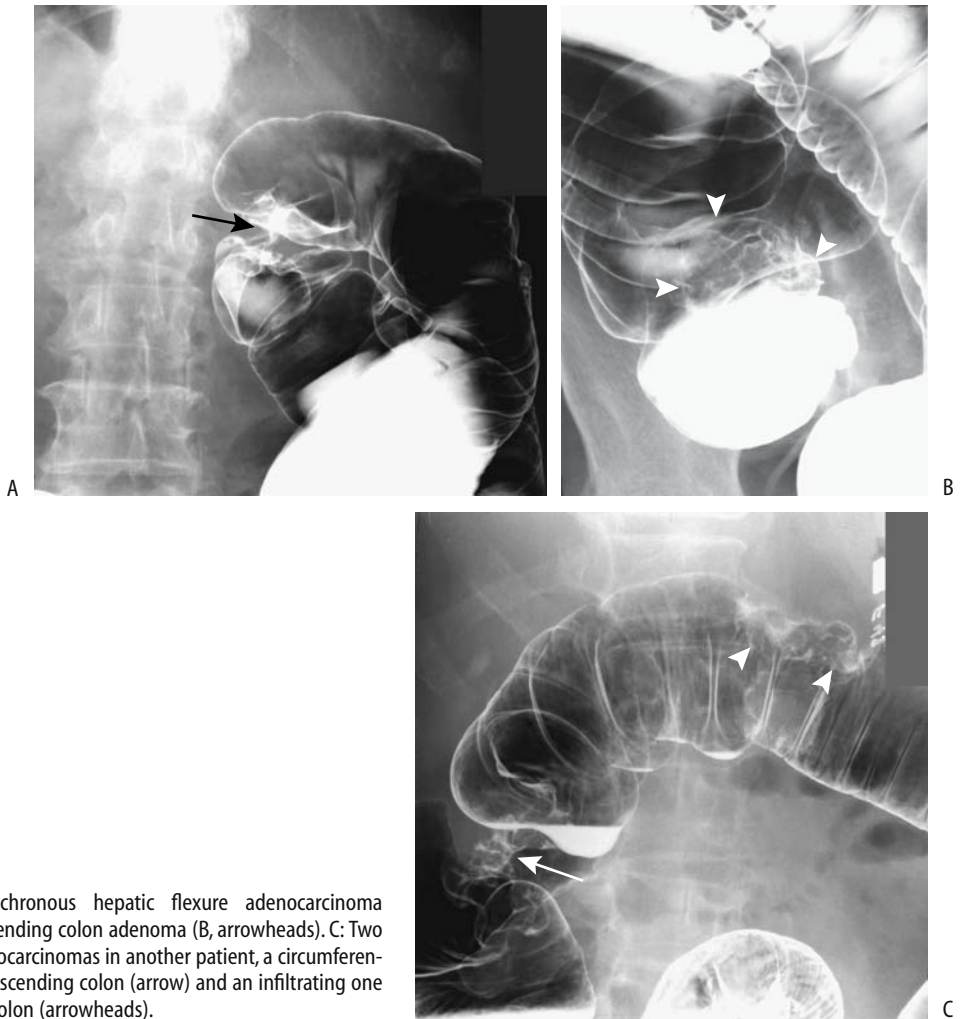 A
B
chronous hepatic flexure adenocarcinoma
ending colon adenoma (B, arrowheads). C: Two
ocarcinomas in another patient, a circumferen-
scending colon (arrow) and an infiltrating one
olon (arrowheads).
C